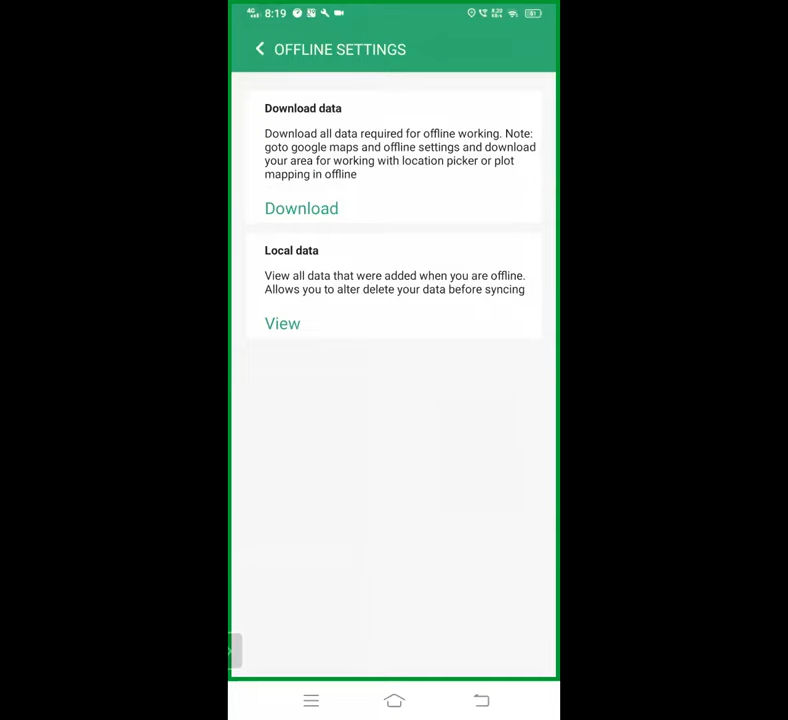 4G 8:19
OFFLINE SETTINGS
Download data
Download all data required for offline working. Note:
goto google maps and offline settings and download
your area for working with location picker or plot
mapping in offline
Download
Local data
View all data that were added when you are offline.
Allows you to alter delete your data before syncing
View